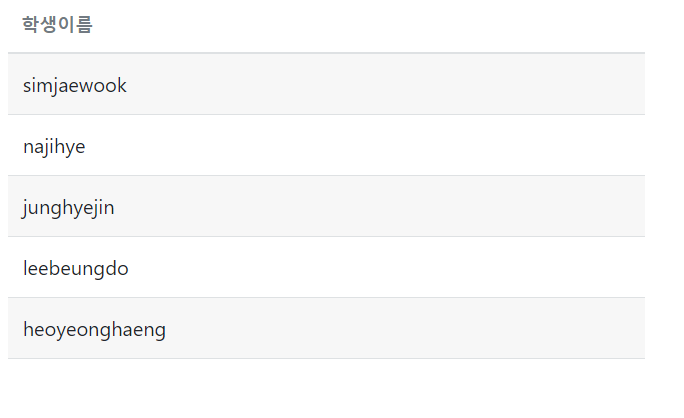 학생이름
simjaewook
najihye
junghyejin
leebeungdo
heoyeonghaeng